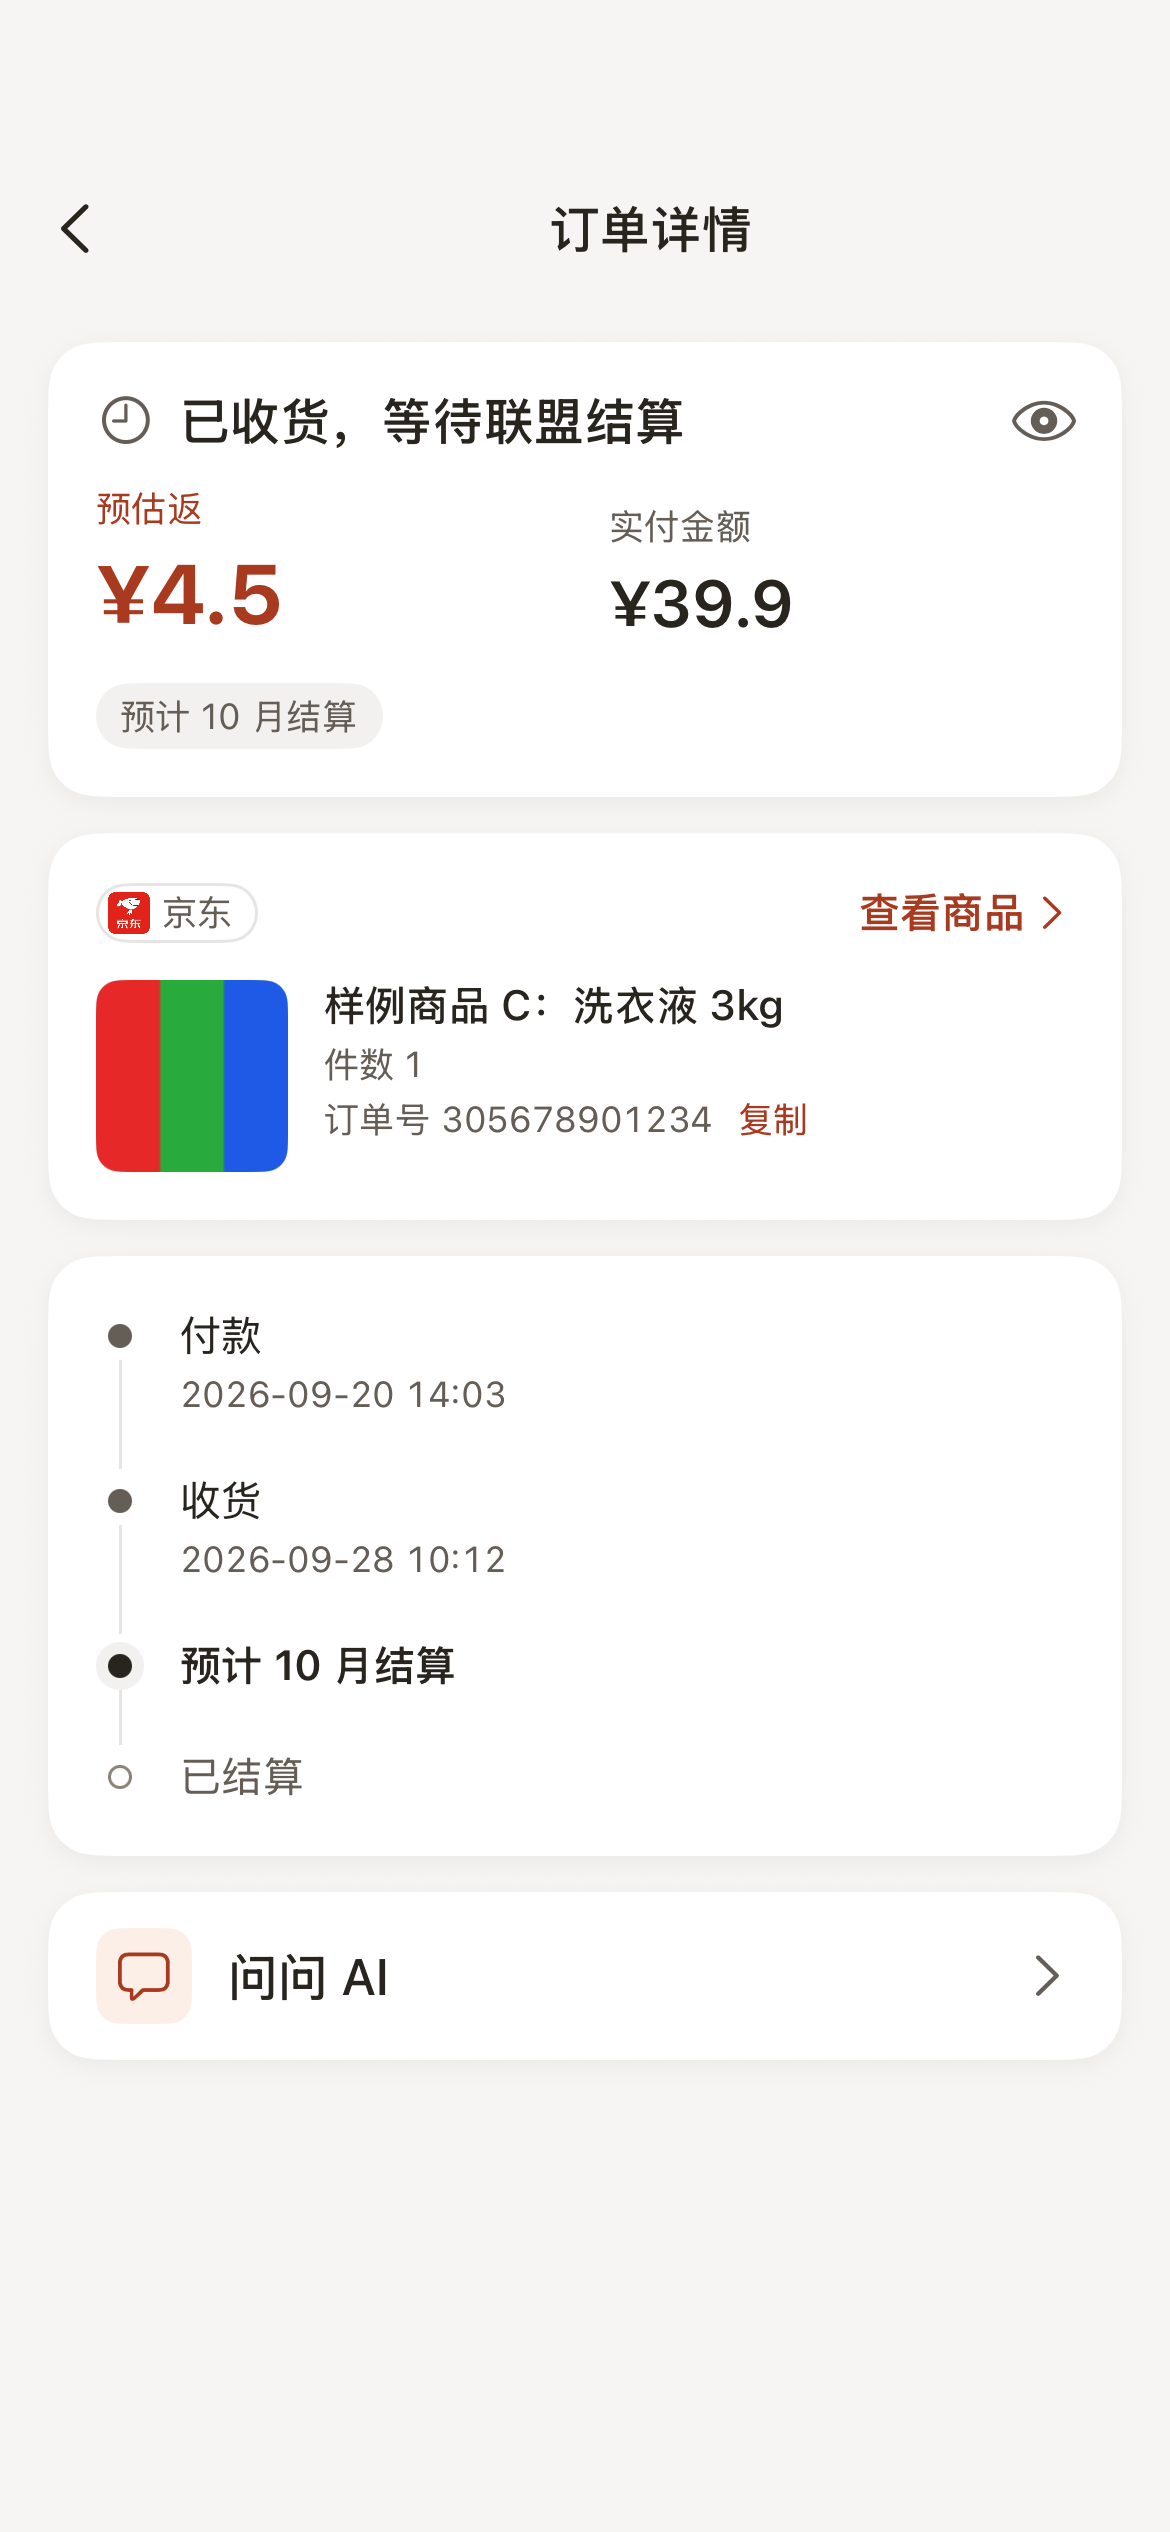 订单详情
已收货，等待联盟结算
预估返
¥4.5
实付金额
¥39.9
预计 10 月结算
京东
京东
查看商品
样例商品 C：洗衣液 3kg
件数 1
订单号 305678901234 复制
付款
2026-09-20 14:03
收货
2026-09-28 10:12
预计 10 月结算
已结算
问问 AI